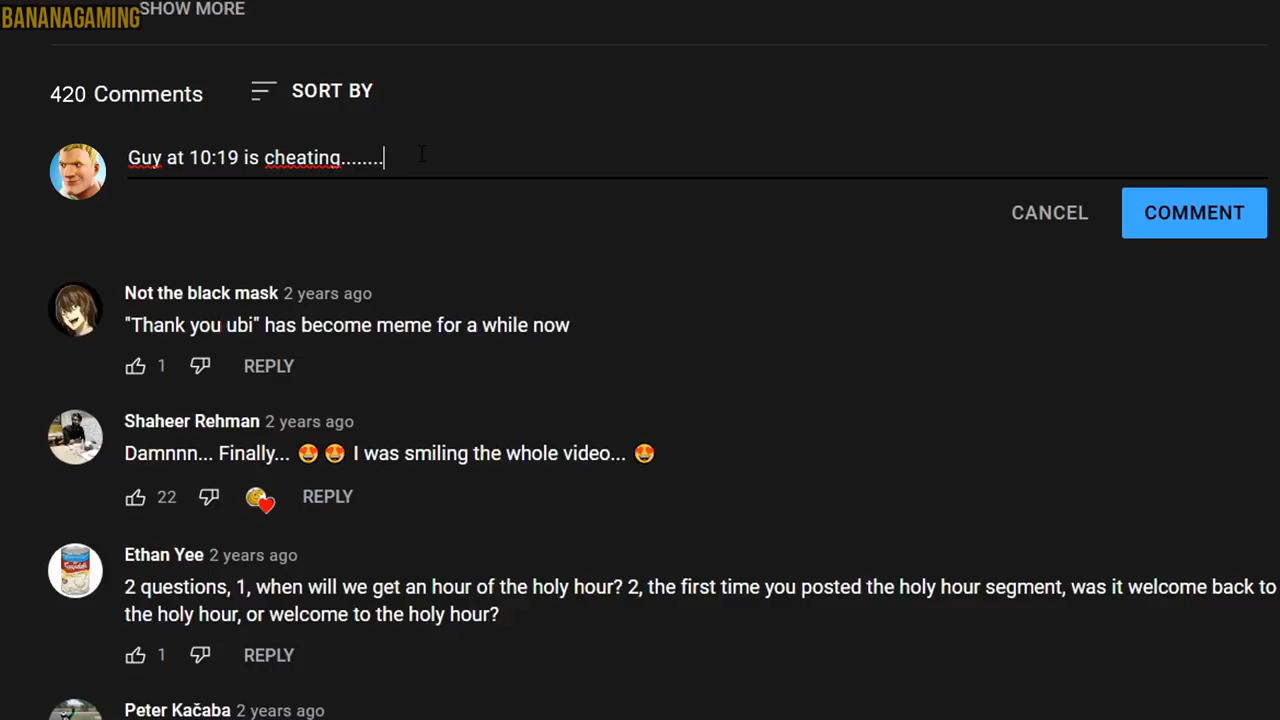 BANANAGAMING
SHOW MORE
420 Comments
SORT BY
Guy at 10:19 is cheating........
CANCEL
COMMENT
Not the black mask 2 years ago
"Thank you ubi" has become meme for a while now
1
REPLY
Shaheer Rehman 2 years ago
Damnnn... Finally... 😍 😍 I was smiling the whole video... 😍
22
REPLY
Ethan Yee 2 years ago
2 questions, 1, when will we get an hour of the holy hour? 2, the first time you posted the holy hour segment, was it welcome back to
the holy hour, or welcome to the holy hour?
1
REPLY
Peter Kačaba 2 years ago